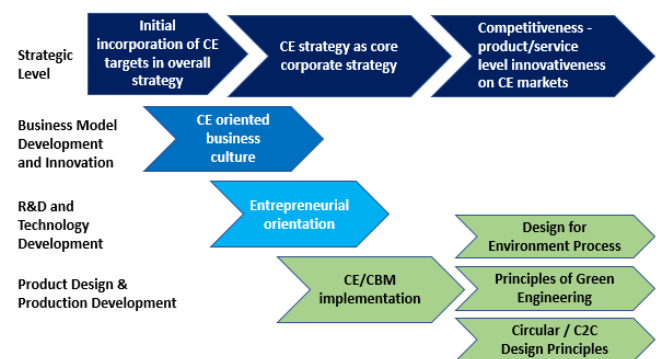 Strategic
Level
Initial
incorporation of CE
targets in overall
strategy
CE strategy as core
corporate strategy
Competitiveness -
product/service
level innovativeness
on CE markets
Business Model
Development
and Innovation
CE oriented
business
culture
R&D and
Technology
Development
Entrepreneurial
orientation
Design for
Environment Process
Product Design &
Production Development
CE/CBM
implementation
Principles of Green
Engineering
Circular / C2C
Design Principles